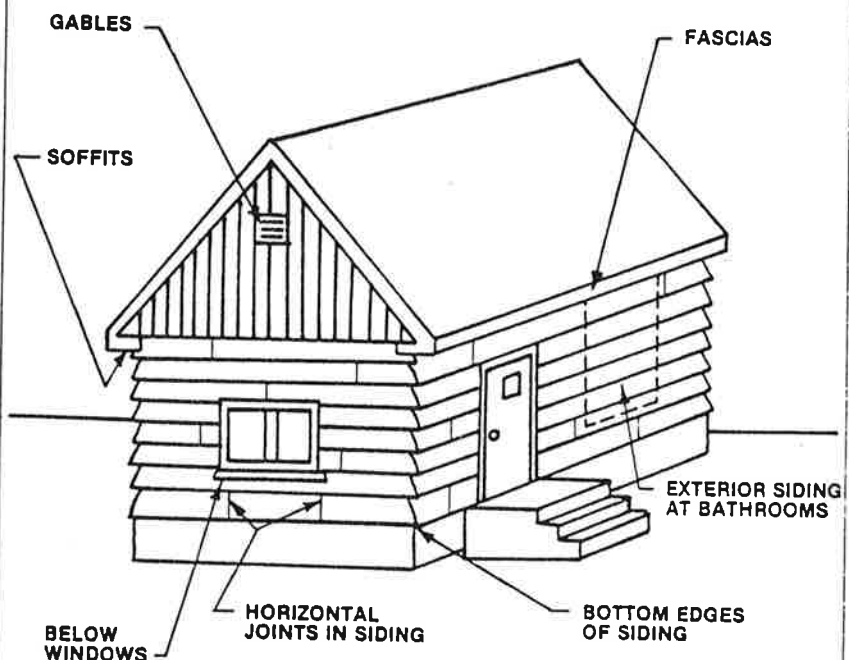 GABLES
FASCIAS
SOFFITS
EXTERIOR SIDING
AT BATHROOMS
HORIZONTAL
JOINTS IN SIDING
BOTTOM EDGES
OF SIDING
BELOW
WINDOWS